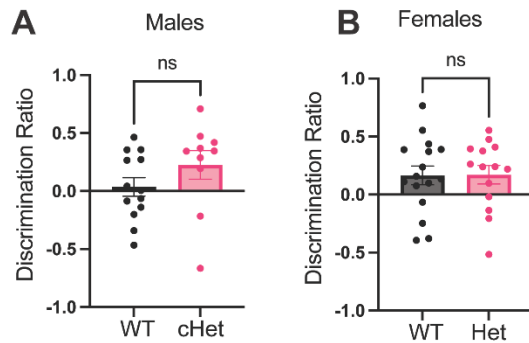 A
Males
ns
Discrimination Ratio
1.0
0.5
0.0
-0.5
-1.0
WT
cHet
B
Females
ns
Discrimination Ratio
1.0
0.5
0.0
-0.5
-1.0
WT
Het